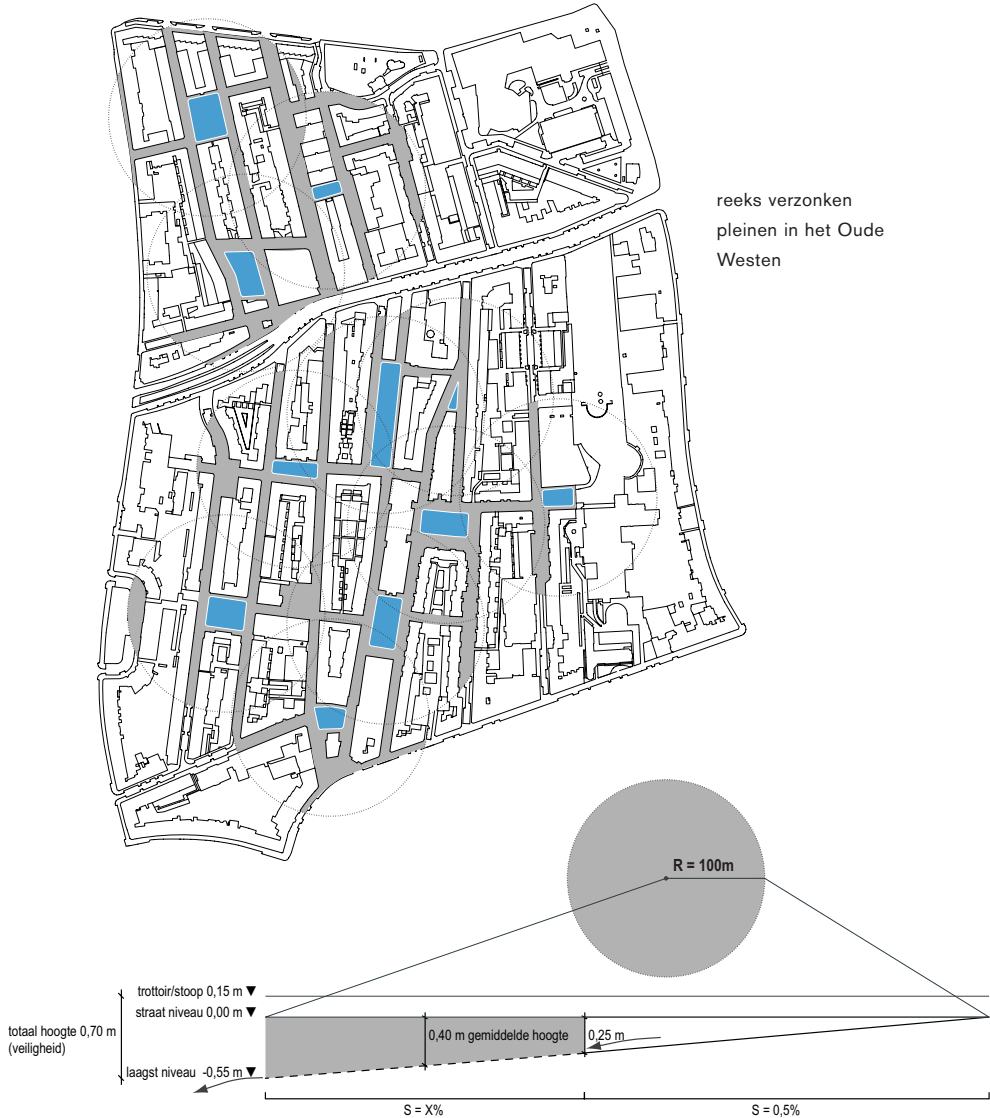 reeks verzonken
pleinen in het Oude
Westen
R = 100m
trottoir/stoop 0,15 m ▼
straat niveau 0,00 m ▼
totaal hoogte 0,70 m
(veiligheid)
0,40 m gemiddelde hoogte
0,25 m
laagst niveau -0,55 m ▼
S = X%
S = 0,5%